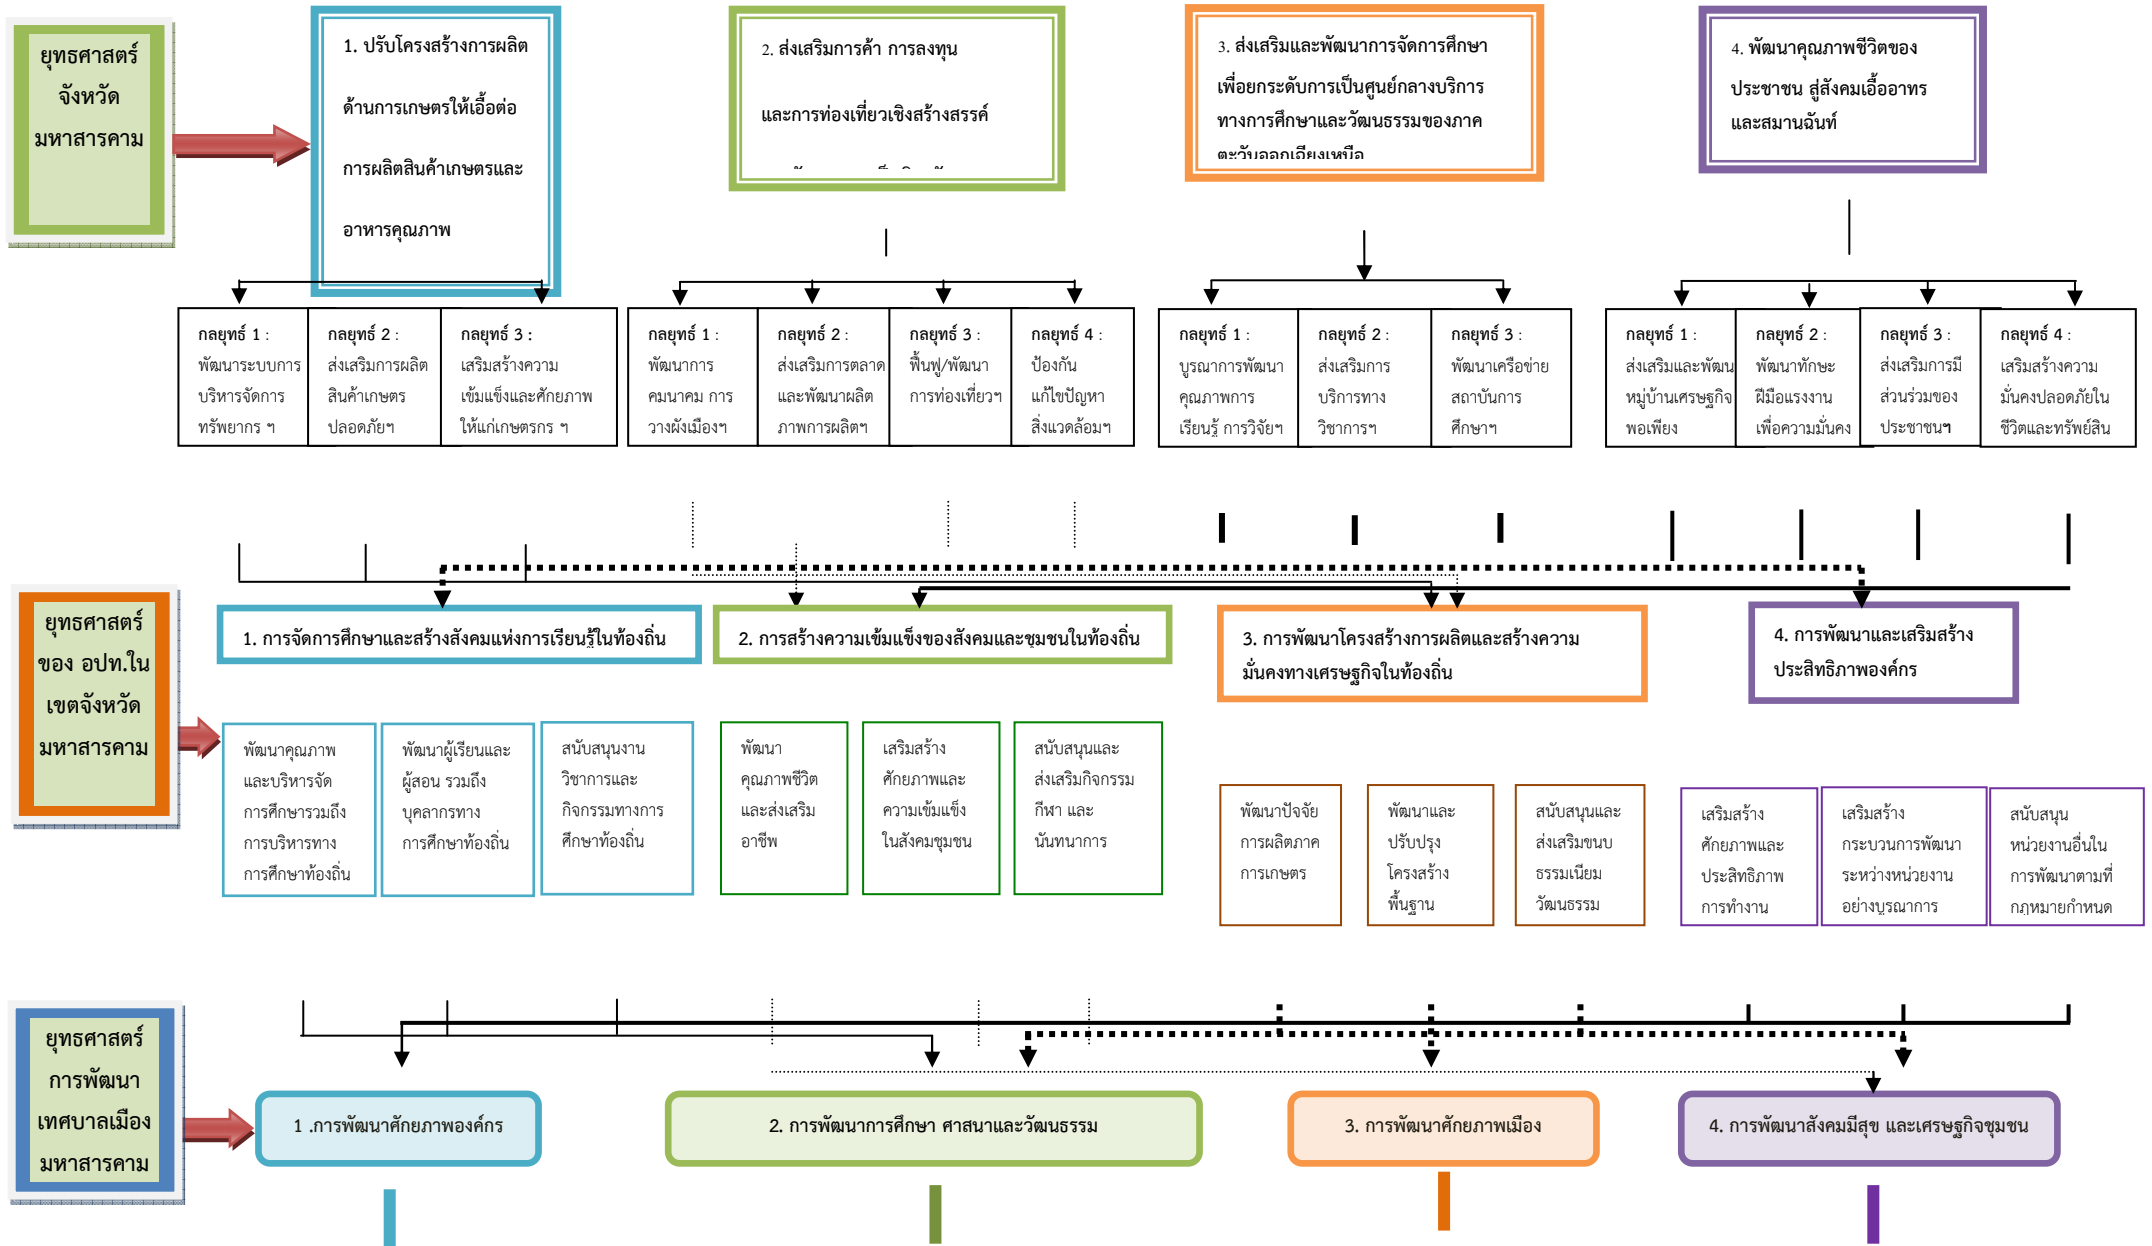 ยุทธศาสตร์
จังหวัด
มหาสารคาม
1. ปรับโครงสร้างการผลิต
ด้านการเกษตรให้เอื้อต่อ
การผลิตสินค้าเกษตรและ
อาหารคุณภาพ
2. ส่งเสริมการค้า การลงทุน
และการท่องเที่ยวเชิงสร้างสรรค์
3. ส่งเสริมและพัฒนาการจัดการศึกษา
เพื่อยกระดับการเป็นศูนย์กลางบริการ
ทางการศึกษาและวัฒนธรรมของภาค
ตะวันออกเฉียงเหนือ
4. พัฒนาคุณภาพชีวิตของ
ประชาชน สู่สังคมเอื้ออาทร
และสมานฉันท์
กลยุทธ์ 1 :
พัฒนาระบบการ
บริหารจัดการ
ทรัพยากร ฯ
กลยุทธ์ 2 :
ส่งเสริมการผลิต
สินค้าเกษตร
ปลอดภัยฯ
กลยุทธ์ 3 :
เสริมสร้างความ
เข้มแข็งและศักยภาพ
ให้แก่เกษตรกร ฯ
กลยุทธ์ 1 :
พัฒนาการ
คมนาคม การ
วางผังเมืองฯ
กลยุทธ์ 2 :
ส่งเสริมการตลาด
และพัฒนาผลิต
ภาพการผลิตฯ
กลยุทธ์ 3 :
ฟื้นฟู/พัฒนา
การท่องเที่ยวฯ
กลยุทธ์ 4 :
ป้องกัน
แก้ไขปัญหา
สิ่งแวดล้อมฯ
กลยุทธ์ 1 :
บูรณาการพัฒนา
คุณภาพการ
เรียนรู้ การวิจัยฯ
กลยุทธ์ 2 :
ส่งเสริมการ
บริการทาง
วิชาการฯ
กลยุทธ์ 3 :
พัฒนาเครือข่าย
สถาบันการ
ศึกษาฯ
กลยุทธ์ 1 :
ส่งเสริมและพัฒน
หมู่บ้านเศรษฐกิจ
พอเพียง
กลยุทธ์ 2 :
พัฒนาทักษะ
ฝีมือแรงงาน
เพื่อความมั่นคง
กลยุทธ์ 3 :
ส่งเสริมการมี
ส่วนร่วมของ
ประชาชนฯ
กลยุทธ์ 4 :
เสริมสร้างความ
มั่นคงปลอดภัยใน
ชีวิตและทรัพย์สิน
ยุทธศาสตร์
ของ อปท.ใน
เขตจังหวัด
มหาสารคาม
1. การจัดการศึกษาและสร้างสังคมแห่งการเรียนรู้ในท้องถิ่น
2. การสร้างความเข้มแข็งของสังคมและชุมชนในท้องถิ่น
3. การพัฒนาโครงสร้างการผลิตและสร้างความ
มั่นคงทางเศรษฐกิจในท้องถิ่น
4. การพัฒนาและเสริมสร้าง
ประสิทธิภาพองค์กร
พัฒนาคุณภาพ
และบริหารจัด
การศึกษารวมถึง
การบริหารทาง
การศึกษาท้องถิ่น
พัฒนาผู้เรียนและ
ผู้สอน รวมถึง
บุคลากรทาง
การศึกษาท้องถิ่น
สนับสนุนงาน
วิชาการและ
กิจกรรมทางการ
ศึกษาท้องถิ่น
พัฒนา
คุณภาพชีวิต
และส่งเสริม
อาชีพ
เสริมสร้าง
ศักยภาพและ
ความเข้มแข็ง
ในสังคมชุมชน
สนับสนุนและ
ส่งเสริมกิจกรรม
กีฬา และ
นันทนาการ
พัฒนาปัจจัย
การผลิตภาค
การเกษตร
พัฒนาและ
ปรับปรุง
โครงสร้าง
พื้นฐาน
สนับสนุนและ
ส่งเสริมขนบ
ธรรมเนียม
วัฒนธรรม
เสริมสร้าง
ศักยภาพและ
ประสิทธิภาพ
การทำงาน
เสริมสร้าง
กระบวนการพัฒนา
ระหว่างหน่วยงาน
อย่างบูรณาการ
สนับสนุน
หน่วยงานอื่นใน
การพัฒนาตามที่
กฎหมายกำหนด
ยุทธศาสตร์
การพัฒนา
เทศบาลเมือง
มหาสารคาม
1 .การพัฒนาศักยภาพองค์กร
2. การพัฒนาการศึกษา ศาสนาและวัฒนธรรม
3. การพัฒนาศักยภาพเมือง
4. การพัฒนาสังคมมีสุข และเศรษฐกิจชุมชน